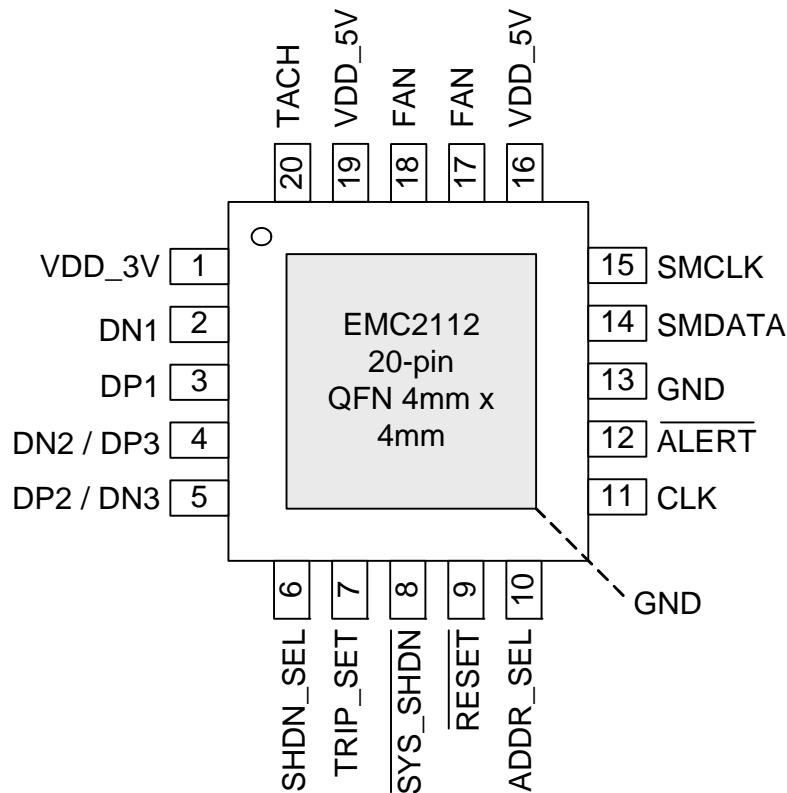 TACH
VDD_5V
FAN
FAN
VDD_5V
20
19
18
17
16
VDD_3V 1
DN1 2
DP1 3
DN2 / DP3 4
DP2 / DN3 5
EMC2112
20-pin
QFN 4mm x
4mm
15 SMCLK
14 SMDATA
13 GND
12 ALERT
11 CLK
GND
6
7
8
9
10
SHDN_SEL
TRIP_SET
SYS_SHDN
RESET
ADDR_SEL